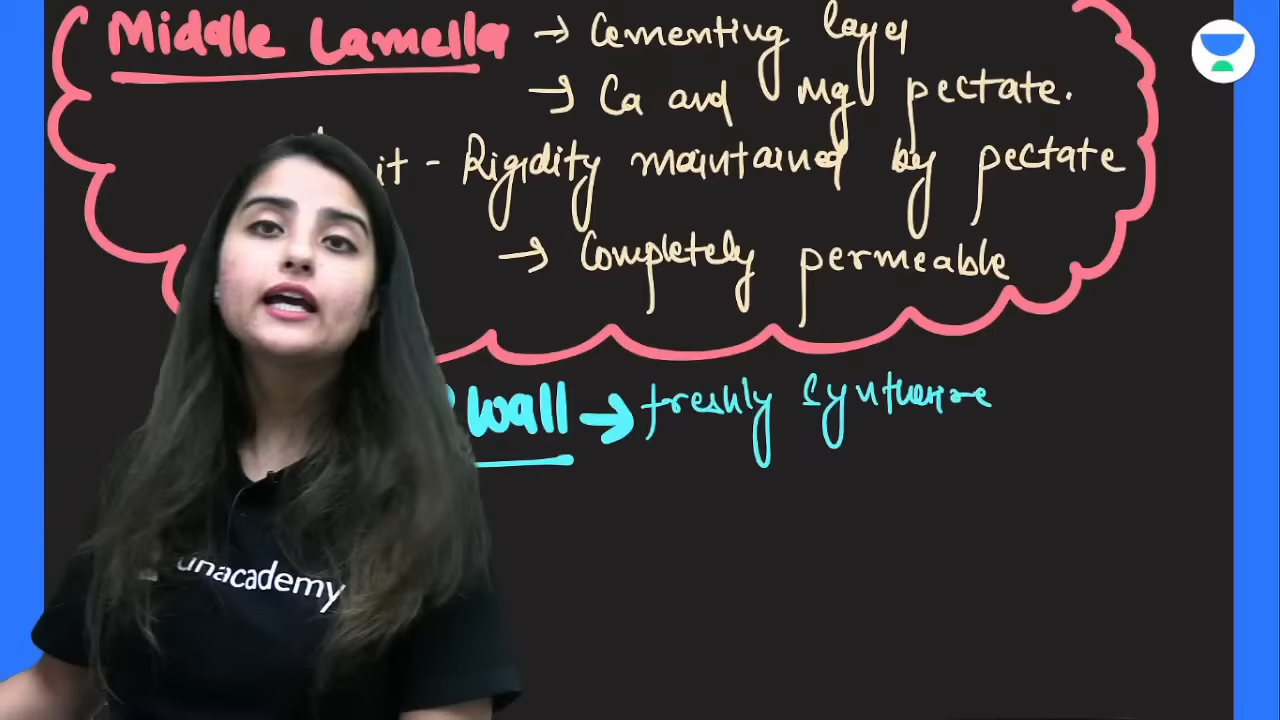 Middle Lamella → Cementing layer
→ Ca and Mg pectate.
it - Rigidity maintained by pectate
→ Completely permeable
wall → freshly synthesize
unacademy